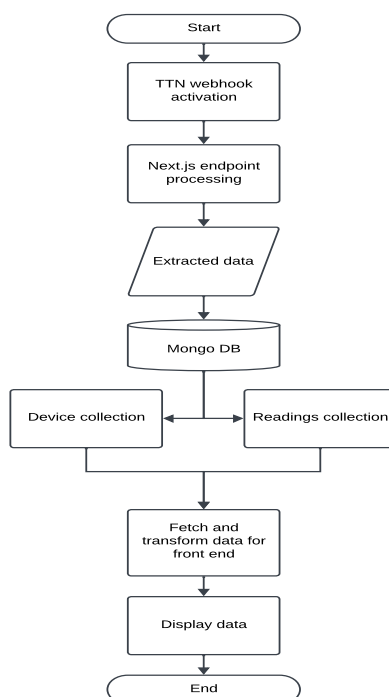 Start
TTN webhook
activation
Next.js endpoint
processing
Extracted data
Mongo DB
Device collection
Readings collection
Fetch and
transform data for
front end
Display data
End